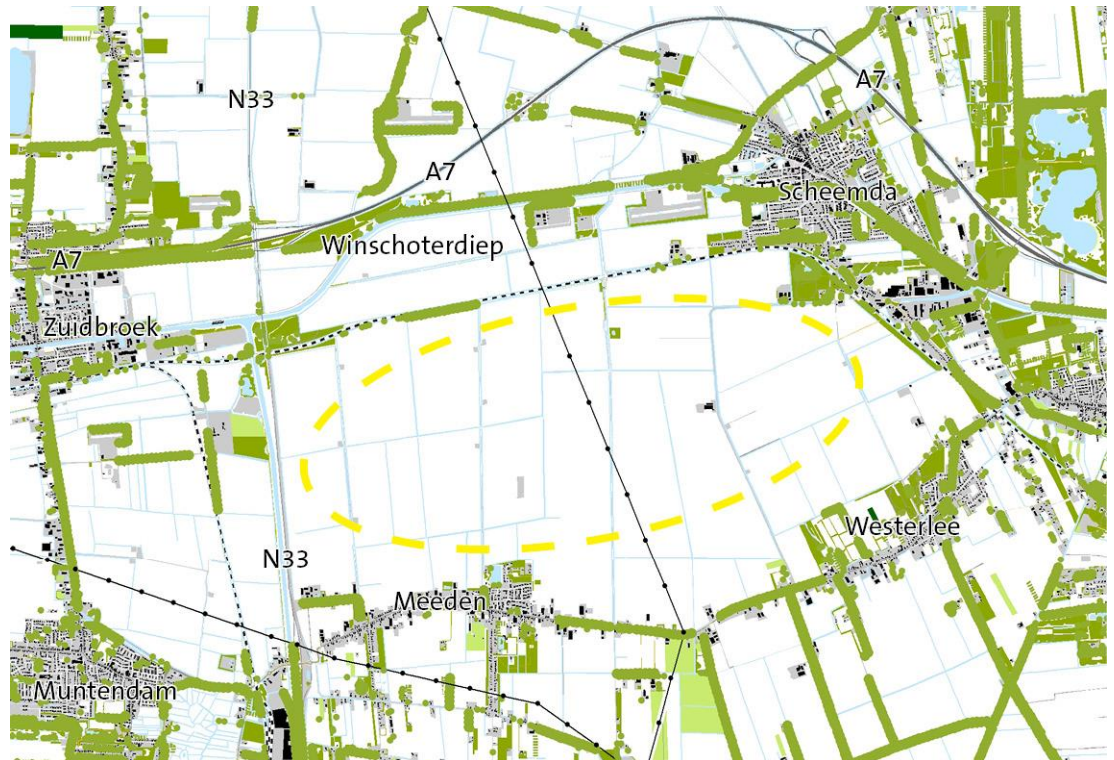 N33
A7
A7
Scheemda
Winschoterdiep
A7
Zuidbroek
Westerlee
N33
Meeden
Muntendam